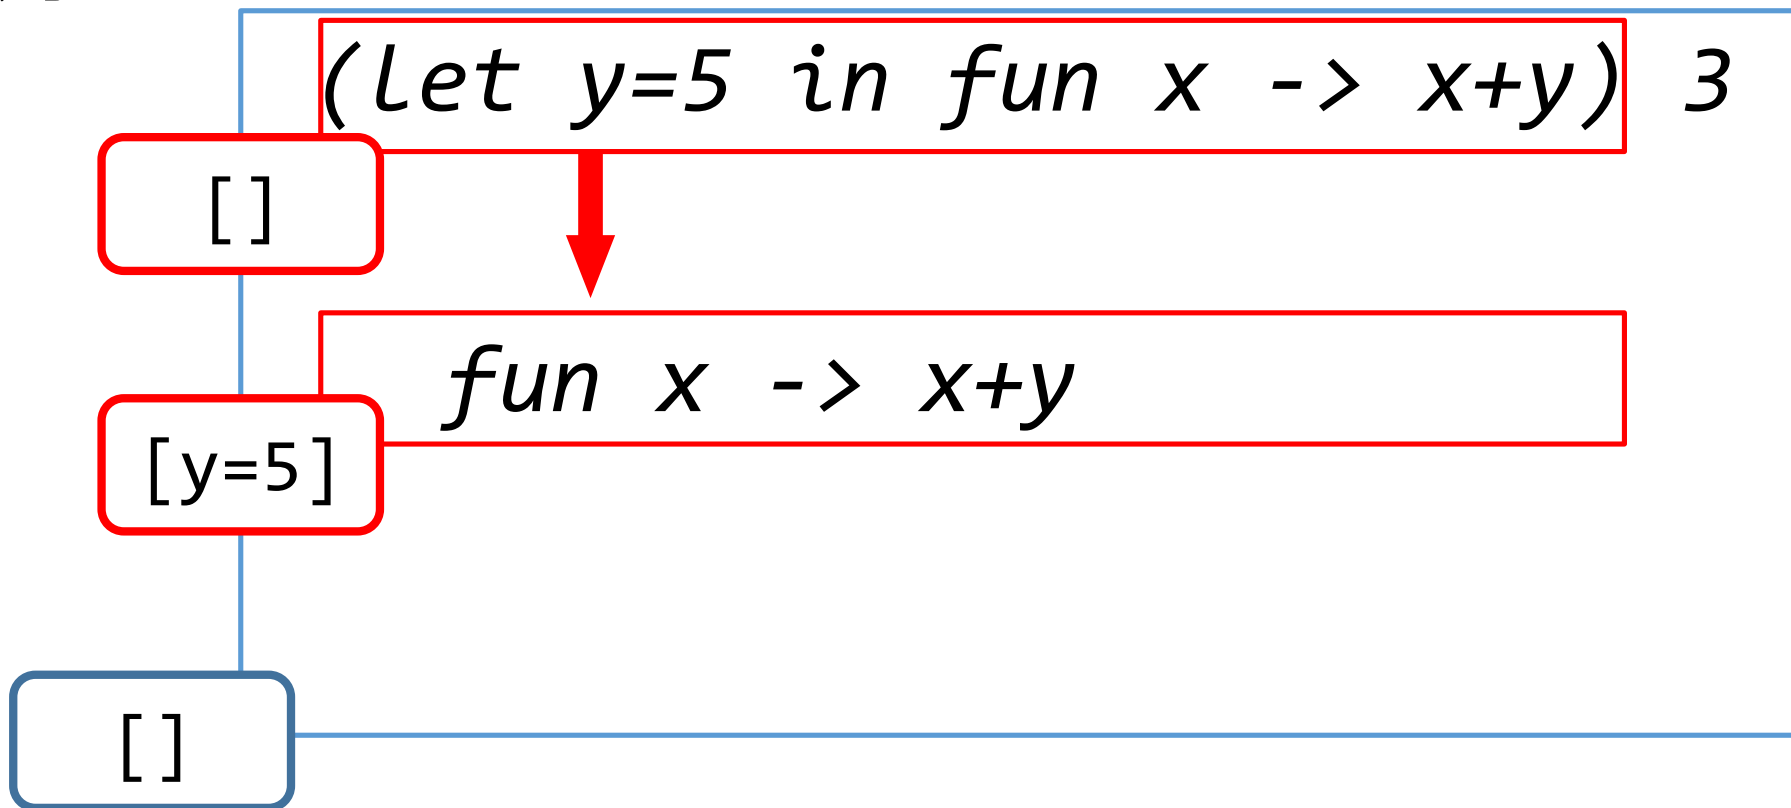 (let y=5 in fun x -> x+y) 3
[]
fun x -> x+y
[y=5]
[]